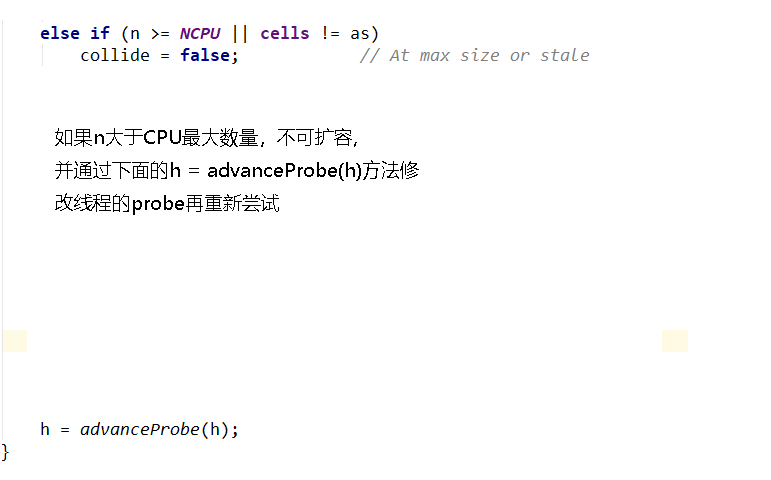 else if (n >= NCPU || cells != as)
collide = false; // At max size or stale
如果n大于CPU最大数量，不可扩容,
并通过下面的h = advanceProbe(h)方法修
改线程的probe再重新尝试
h = advanceProbe(h);
}